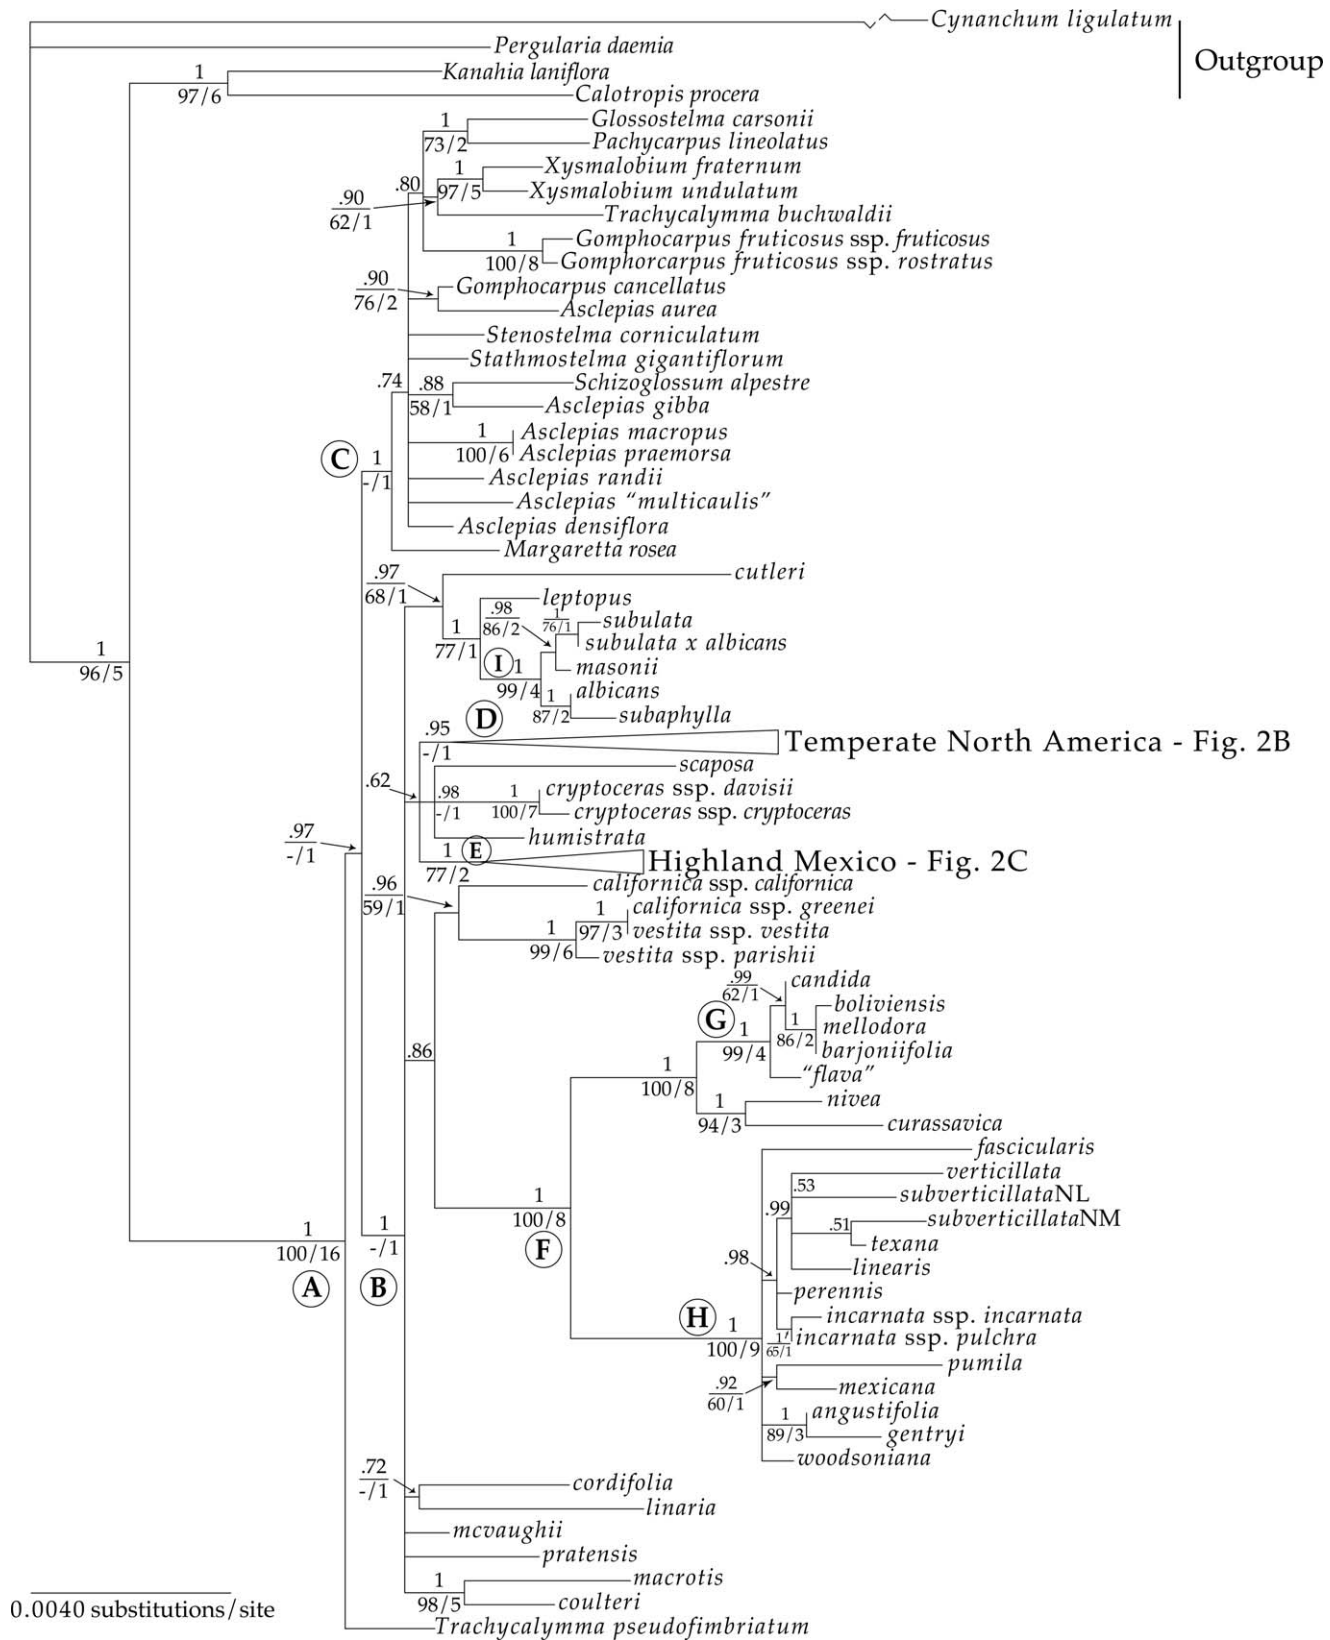 Cynanchum ligulatum
Pergularia daemia
Outgroup
1
Kanahia laniflora
97/6
Calotropis procera
1
Glossostelma carsonii
73/2
Pachycarpus lineolatus
1
Xysmalobium fraternum
.80
97/5
Xysmalobium undulatum
.90
62/1
Trachycalymma buchwaldii
1
Gomphocarpus fruticosus ssp. fruticosus
100/8
Gomphorcarpus fruticosus ssp. rostratus
.90
Gomphocarpus cancellatus
76/2
Asclepias aurea
Stenostelma corniculatum
Stathmostelma gigantiflorum
.74
.88
Schizoglossum alpestre
58/1
Asclepias gibba
1
Asclepias macropus
100/6
Asclepias praemorsa
C
1
-/1
Asclepias randii
Asclepias “multicaulis”
Asclepias densiflora
Margaretta rosea
.97
68/1
cutleri
leptopus
.98
86/2
1
76/1
subulata
1
77/1
subulata x albicans
I
1
99/4
masonii
1
albicans
87/2
subaphylla
1
96/5
D
.95
-/1
Temperate North America - Fig. 2B
scaposa
.62
.98
-/1
1
cryptoceras ssp. davisii
100/7
cryptoceras ssp. cryptoceras
humistrata
.97
-/1
1
E
77/2
Highland Mexico - Fig. 2C
.96
59/1
californica ssp. californica
1
californica ssp. greenei
1
97/3
vestita ssp. vestita
99/6
vestita ssp. parishii
.99
62/1
candida
boliviensis
G
1
1
mellodora
99/4
86/2
barjoniifolia
.86
1
“flava”
100/8
1
nivea
94/3
curassavica
fascicularis
verticillata
.53
subverticillataNL
1
.99
100/8
.51
subverticillataNM
1
1
F
texana
100/16
-/1
.98
linearis
A
B
perennis
H
1
incarnata ssp. incarnata
100/9
1
65/1
incarnata ssp. pulchra
pumila
.92
60/1
mexicana
1
angustifolia
89/3
gentryi
woodsoniana
.72
-/1
cordifolia
linaria
mcvaughii
pratensis
1
macrotis
98/5
coulteri
0.0040 substitutions/site
Trachycalymma pseudofimbriatum